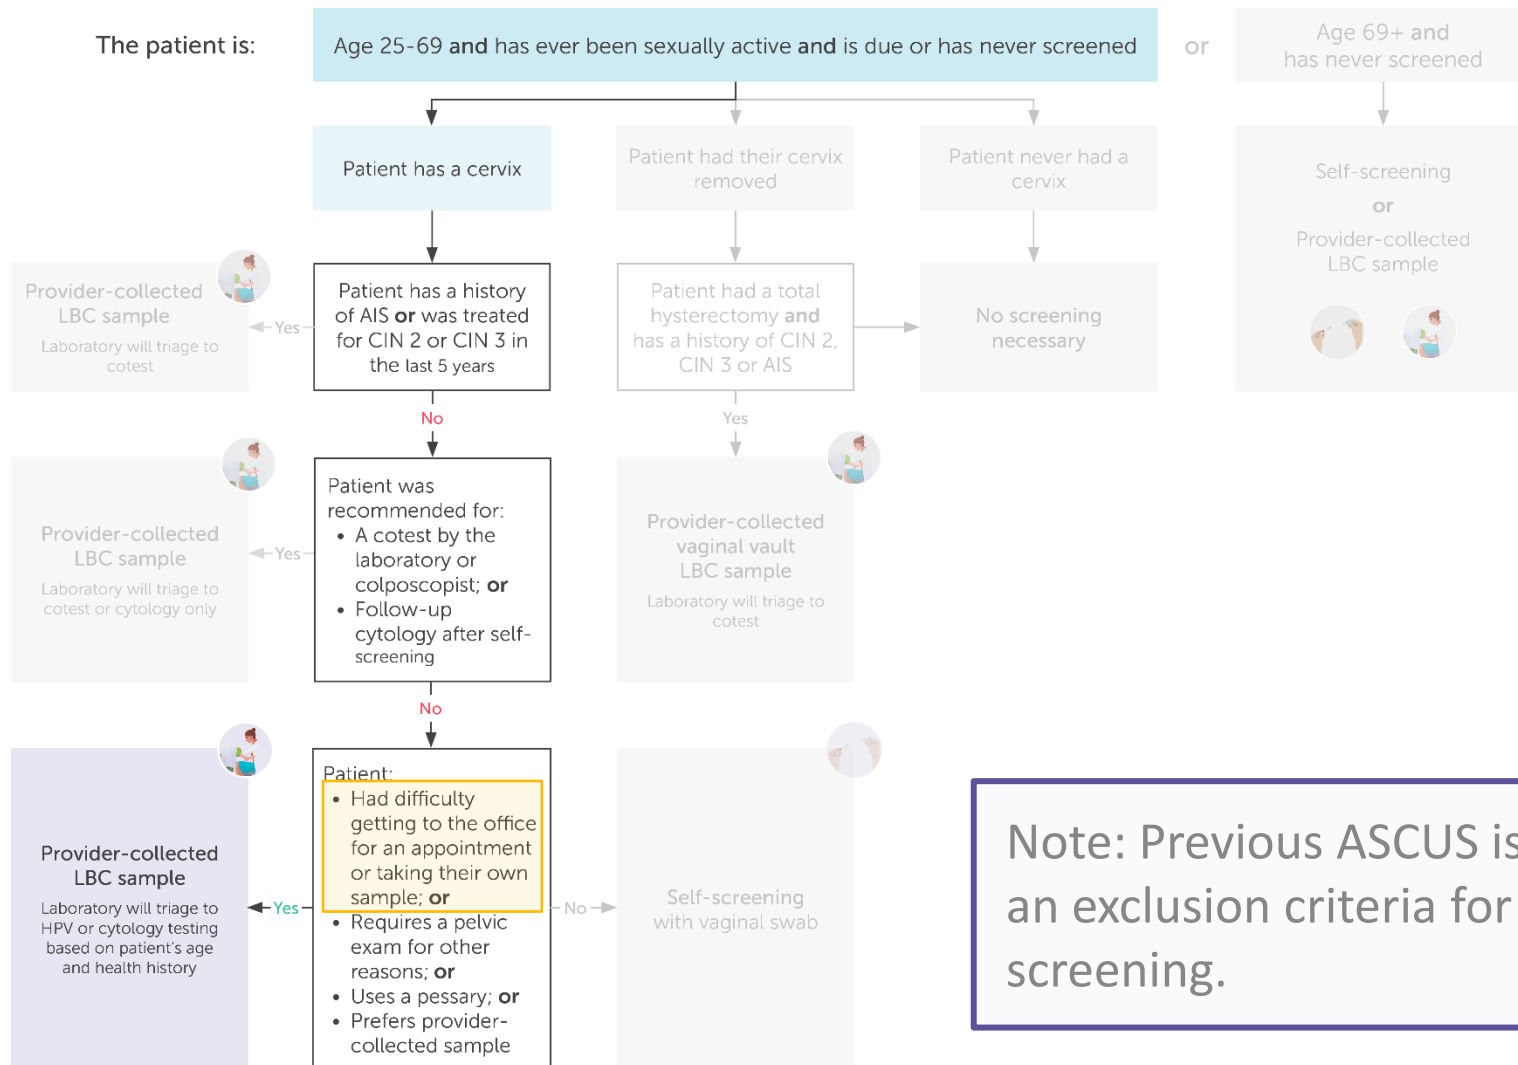 The patient is:
Age 25-69 and has ever been sexually active and is due or has never screened
or
Age 69+ and
has never screened
Patient has a cervix
Patient had their cervix
removed
Patient never had a
cervix
Self-screening
or
Provider-collected
LBC sample
Provider-collected
LBC sample
Laboratory will triage to
cotest
Yes
Patient has a history
of AIS or was treated
for CIN 2 or CIN 3 in
the last 5 years
Patient had a total
hysterectomy and
has a history of CIN 2,
CIN 3 or AIS
No screening
necessary
No
Yes
Provider-collected
LBC sample
Laboratory will triage to
cotest or cytology only
Yes
Patient was
recommended for:
• A cotest by the
laboratory or
colposcopist; or
• Follow-up
cytology after self-
screening
Provider-collected
vaginal vault
LBC sample
Laboratory will triage to
cotest
No
Provider-collected
LBC sample
Laboratory will triage to
HPV or cytology testing
based on patient's age
and health history
Yes
Patient:
• Had difficulty
getting to the office
for an appointment
or taking their own
sample; or
• Requires a pelvic
exam for other
reasons; or
• Uses a pessary; or
• Prefers provider-
collected sample
No
Self-screening
with vaginal swab
Note: Previous ASCUS is
an exclusion criteria for
screening.